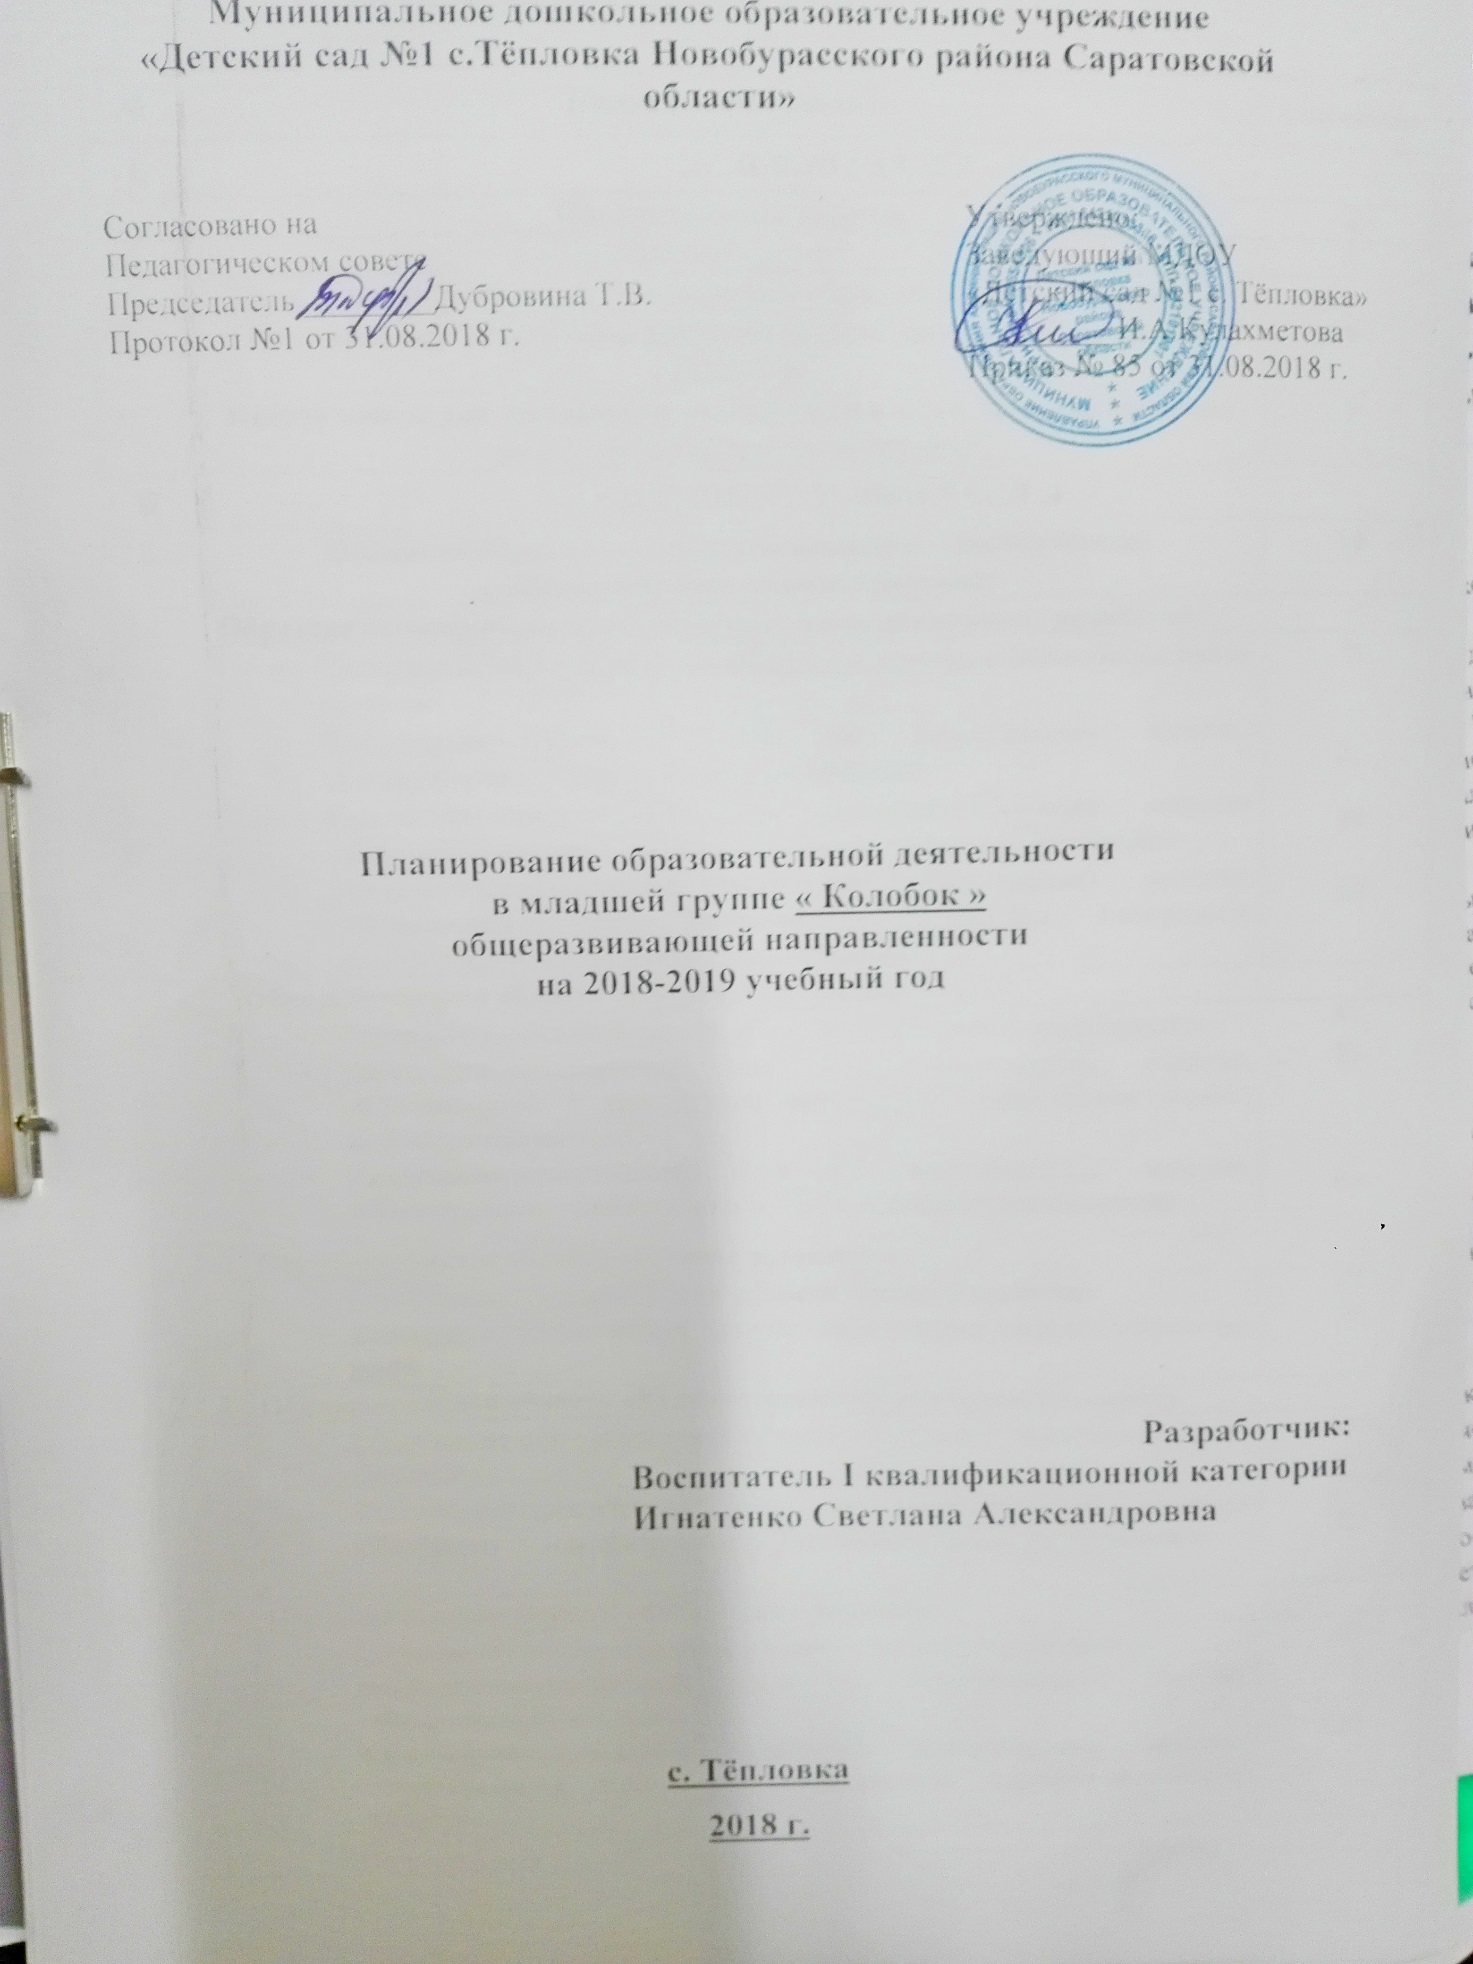 Муниципальное дошкольное образовательное учреждение
«Детский сад №1 с.Тёпловка Новобурасского района Саратовской
области»
Согласовано на
Педагогическом совете
Председатель Дубровина Т.В.
Протокол №1 от 31.08.2018 г.
Утверждено:
Заведующий МДОУ
«Детский сад №1 с. Тёпловка»
И.А.Кулахметова
Приказ № 85 от 31.08.2018 г.
Планирование образовательной деятельности
в младшей группе « Колобок »
общеразвивающей направленности
на 2018-2019 учебный год
Разработчик:
Воспитатель I квалификационной категории
Игнатенко Светлана Александровна
с. Тёпловка
2018 г.